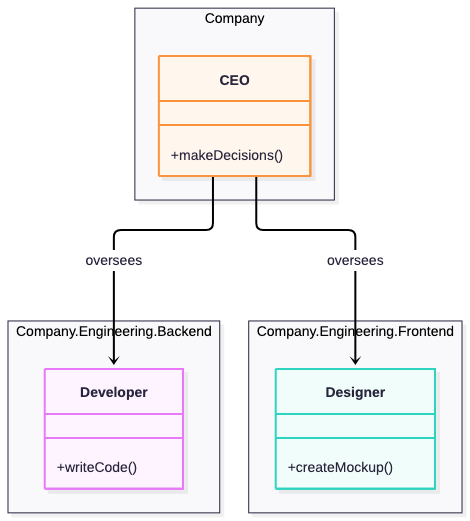 Company
CEO
+makeDecisions()
oversees
oversees
Company.Engineering.Backend
Company.Engineering.Frontend
Developer
Designer
+writeCode()
+createMockup()